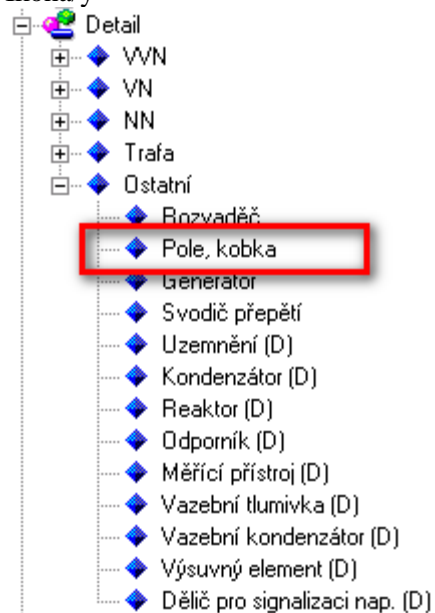 Detail
VVN
VN
NN
Trafa
Ostatní
Rozvaděč
Pole, kobka
Generátor
Svodič přepětí
Uzemnění (D)
Kondenzátor (D)
Reaktor (D)
Odporník (D)
Měřící přístroj (D)
Vazební tlumivka (D)
Vazební kondenzátor (D)
Výsuvný element (D)
Dělič pro signalizaci nap. (D)